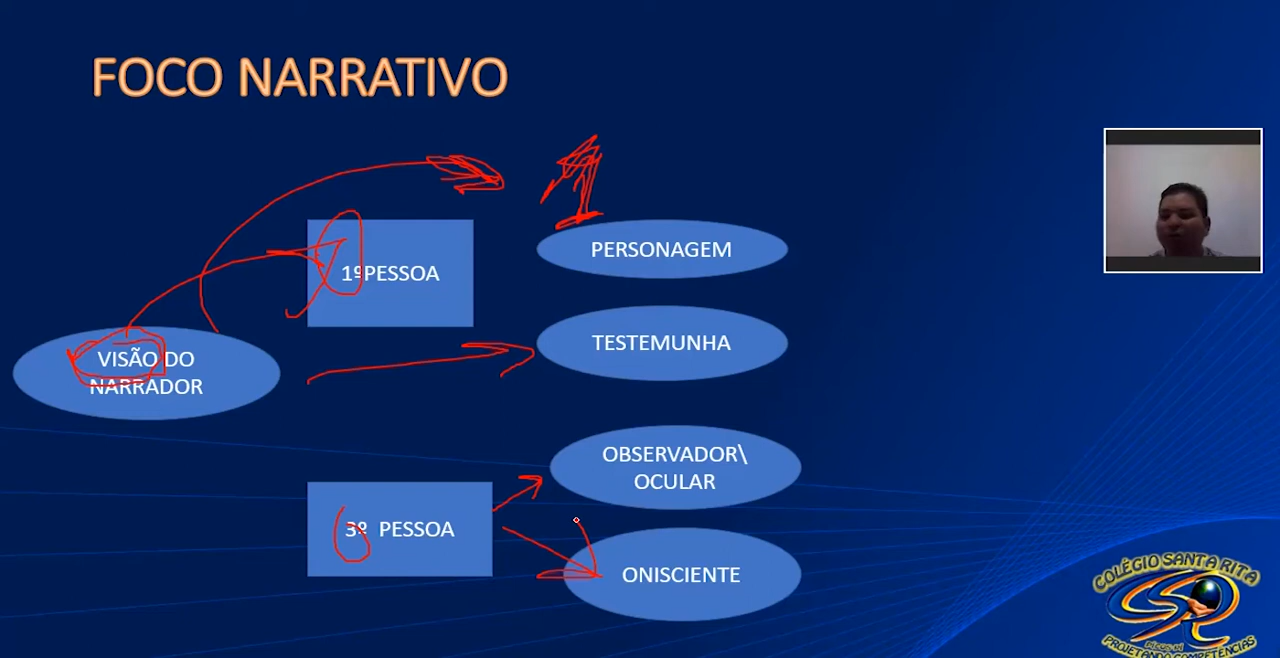 FOCO NARRATIVO
1ºPESSOA
PERSONAGEM
TESTEMUNHA
VISÃO DO
NARRADOR
3º PESSOA
OBSERVADOR\
OCULAR
ONISCIENTE
COLÉGIO SANTA RITA
PROJETANDO COMPETÊNCIAS